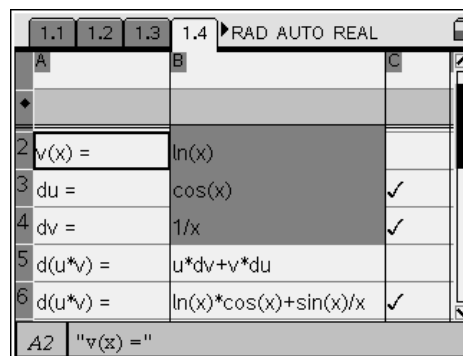 1.1 1.2 1.3 1.4 RAD AUTO REAL
A B C
2 v(x) = ln(x)
3 du = cos(x) ✓
4 dv = 1/x ✓
5 d(u*v) = u*dv+v*du
6 d(u*v) = ln(x)*cos(x)+sin(x)/x ✓
A2 "v(x) ="